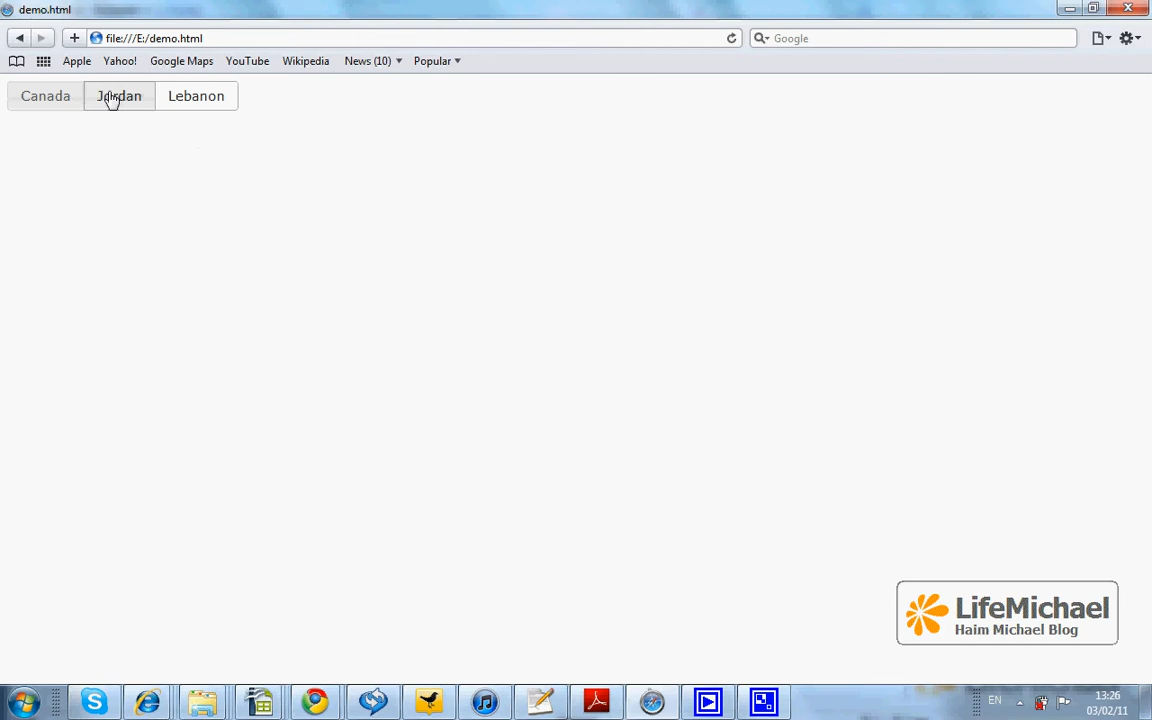 demo.html
file:///E:/demo.html
Google
Apple Yahoo! Google Maps YouTube Wikipedia News (10) Popular
Canada Jordan Lebanon
LifeMichael
Haim Michael Blog
EN
13:26
03/02/11